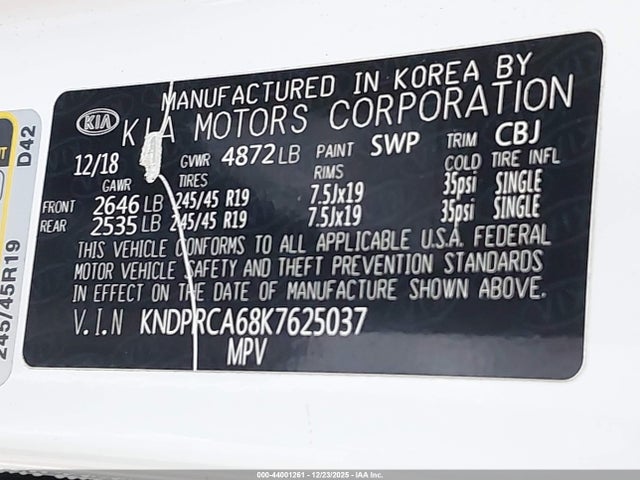 MANUFACTURED IN KOREA BY
KIA KIA MOTORS CORPORATION
12/18 GVWR 4872 LB PAINT SWP TRIM CBJ
GAWR TIRES RIMS COLD TIRE INFL
FRONT 2646 LB 245/45 R19 7.5Jx19 35psi SINGLE
REAR 2535 LB 245/45 R19 7.5Jx19 35psi SINGLE
THIS VEHICLE CONFORMS TO ALL APPLICABLE U.S.A. FEDERAL
MOTOR VEHICLE SAFETY AND THEFT PREVENTION STANDARDS
IN EFFECT ON THE DATE OF MANUFACTURE SHOWN ABOVE.
V.I.N KNDPRCA68K7625037
MPV
D42
245/45R19
000-44001261 - 12/23/2025 - IAA Inc.